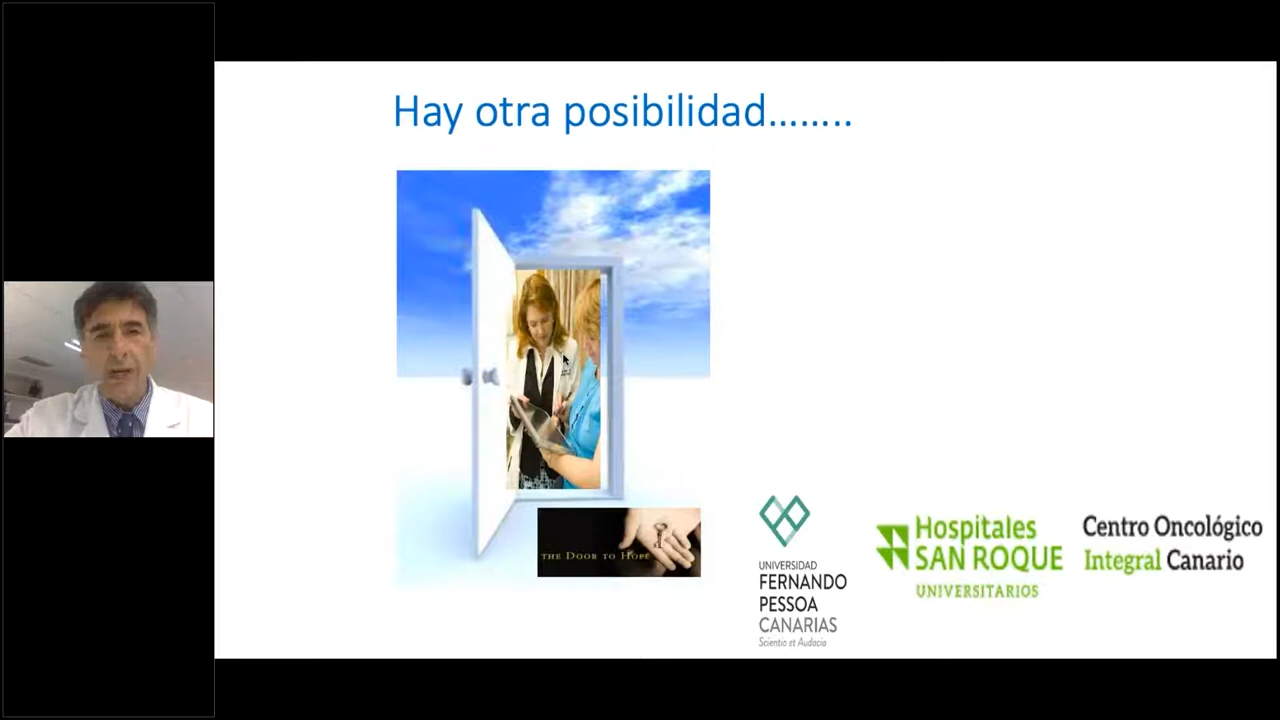 Hay otra posibilidad........
THE DOOR TO HOPE
UNIVERSIDAD
FERNANDO
PESSOA
CANARIAS
Scientia et Audacia
Hospitales
SAN ROQUE
UNIVERSITARIOS
Centro Oncológico
Integral Canario